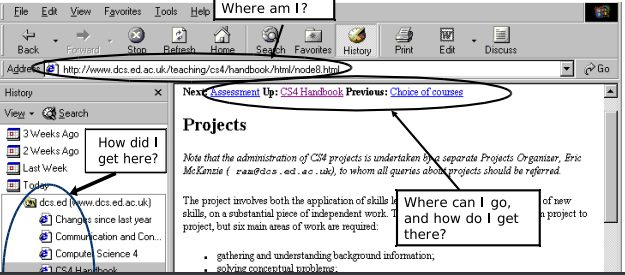 Where am I?
File Edit View Favorites Tools Help
Back Forward Stop Refresh Home Search Favorites History Print Edit Discuss
Address http://www.dcs.ed.ac.uk/teaching/cs4/handbook/html/node8.html Go
History
View Search
3 Weeks Ago
2 Weeks Ago
Last Week
Today
dcs.ed (www.dcs.ed.ac.uk)
Changes since last year
Communication and Con...
Computer Science 4
CS4 Handbook
How did I
get here?
Next: Assessment Up: CS4 Handbook Previous: Choice of courses
Projects
Note that the administration of CS4 projects is undertaken by a separate Projects Organizer, Eric
McKenzie ( ram@dcs.ed.ac.uk), to whom all queries about projects should be referred.
The project involves both the application of skills of new
skills, on a substantial piece of independent work. project to
project, but six main areas of work are required:
gathering and understanding background information;
solving conceptual problems;
Where can I go,
and how do I get
there?